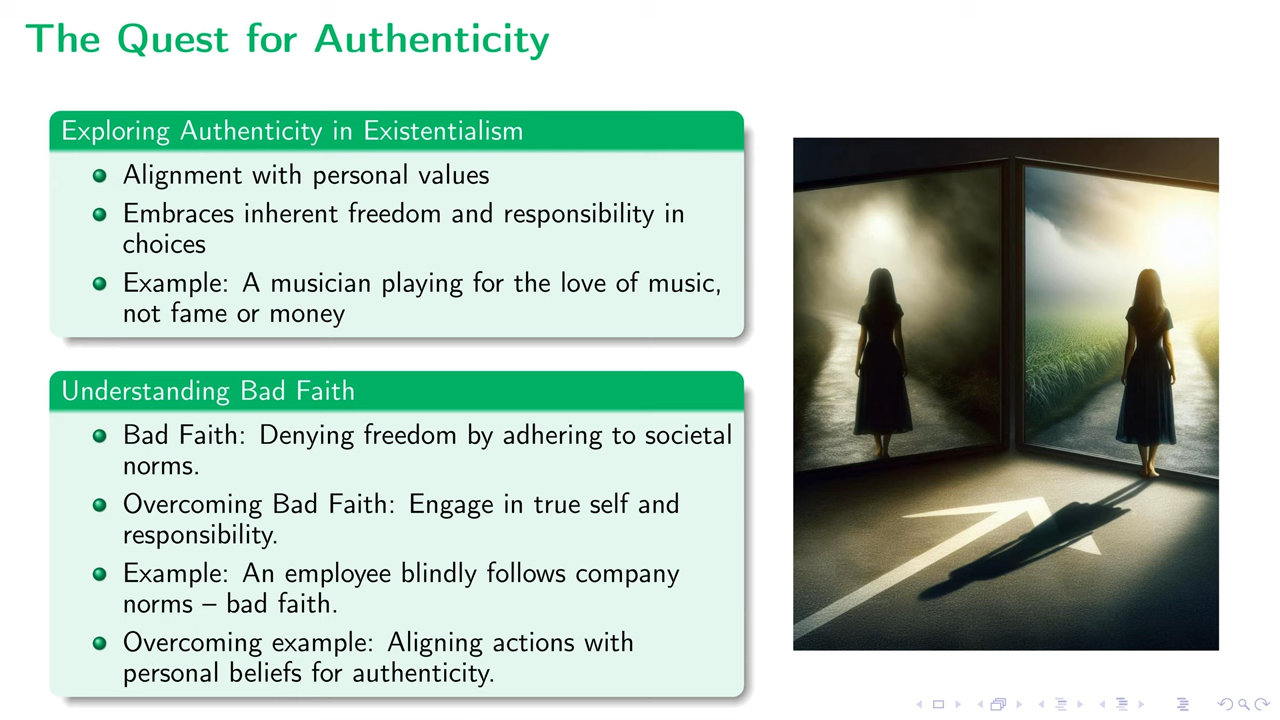 The Quest for Authenticity
Exploring Authenticity in Existentialism
Alignment with personal values
Embraces inherent freedom and responsibility in
choices
Example: A musician playing for the love of music,
not fame or money
Understanding Bad Faith
Bad Faith: Denying freedom by adhering to societal
norms.
Overcoming Bad Faith: Engage in true self and
responsibility.
Example: An employee blindly follows company
norms – bad faith.
Overcoming example: Aligning actions with
personal beliefs for authenticity.